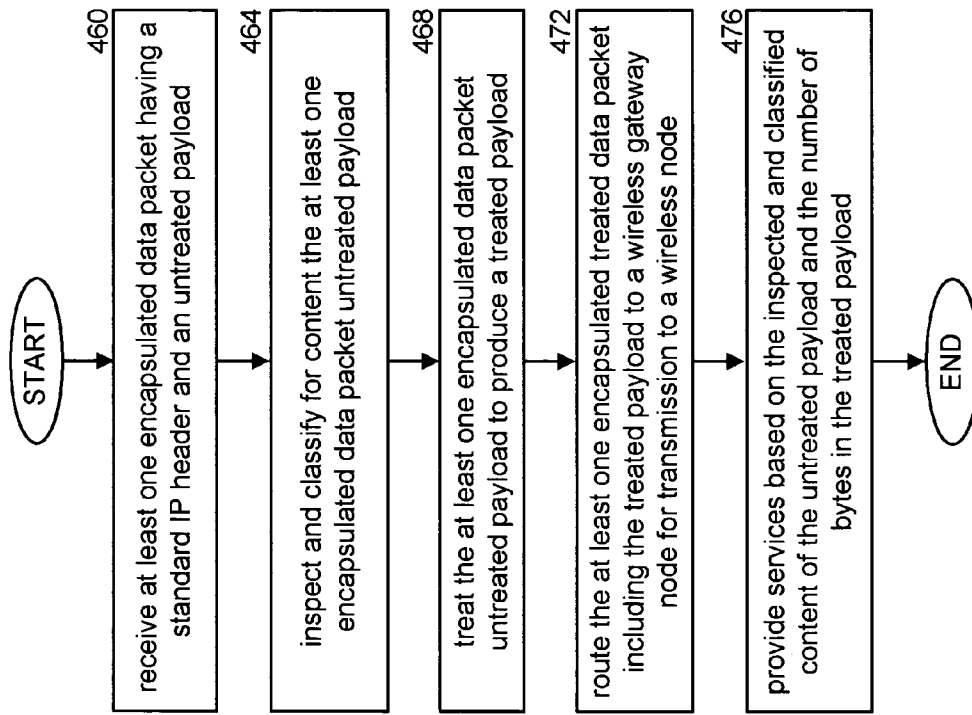 START
460
receive at least one encapsulated data packet having a
standard IP header and an untreated payload
464
inspect and classify for content the at least one
encapsulated data packet untreated payload
468
treat the at least one encapsulated data packet
untreated payload to produce a treated payload
472
route the at least one encapsulated treated data packet
including the treated payload to a wireless gateway
node for transmission to a wireless node
476
provide services based on the inspected and classified
content of the untreated payload and the number of
bytes in the treated payload
END